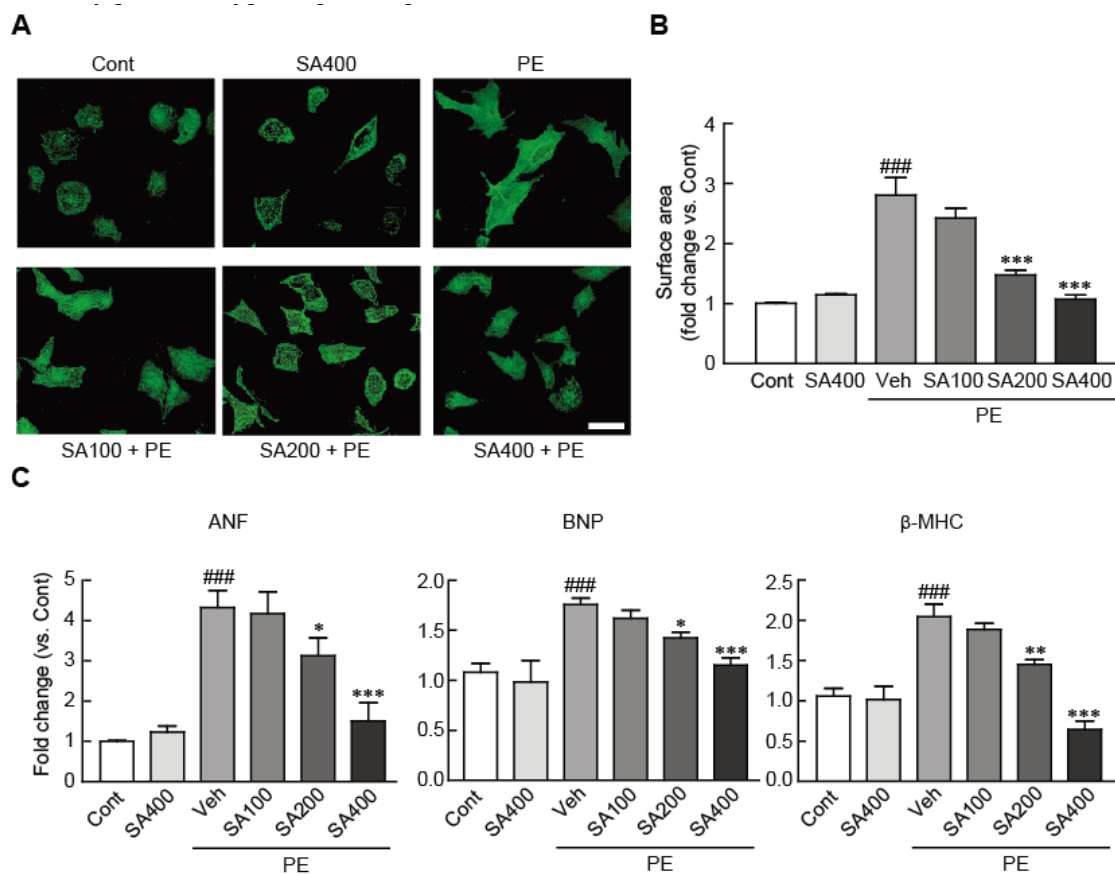 A
B
Cont
SA400
PE
SA100 + PE
SA200 + PE
SA400 + PE
Surface area
(fold change vs. Cont)
4
3
2
1
0
###
***
***
Cont
SA400
Veh
SA100
SA200
SA400
PE
C
ANF
Fold change (vs. Cont)
5
4
3
2
1
0
###
*
***
Cont
SA400
Veh
SA100
SA200
SA400
PE
BNP
2.0
1.5
1.0
0.5
0.0
###
*
***
Cont
SA400
Veh
SA100
SA200
SA400
PE
β-MHC
2.5
2.0
1.5
1.0
0.5
0.0
###
**
***
Cont
SA400
Veh
SA100
SA200
SA400
PE